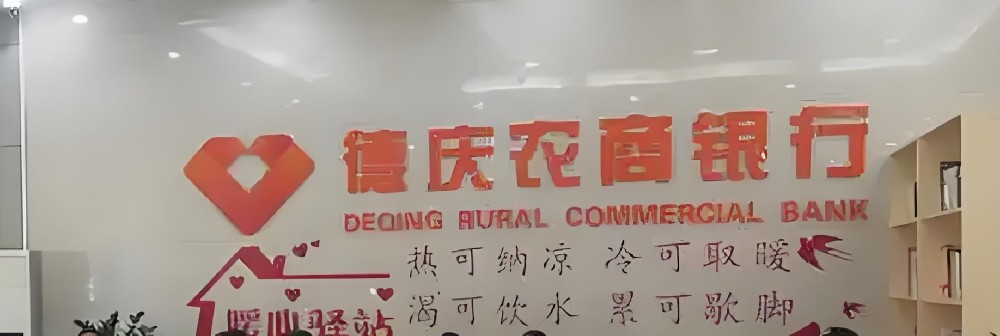 德庆农商银行
DEQING RURAL COMMERCIAL BANK
热可纳凉 冷可取暖
渴可饮水 累可歇脚
暖心驿站